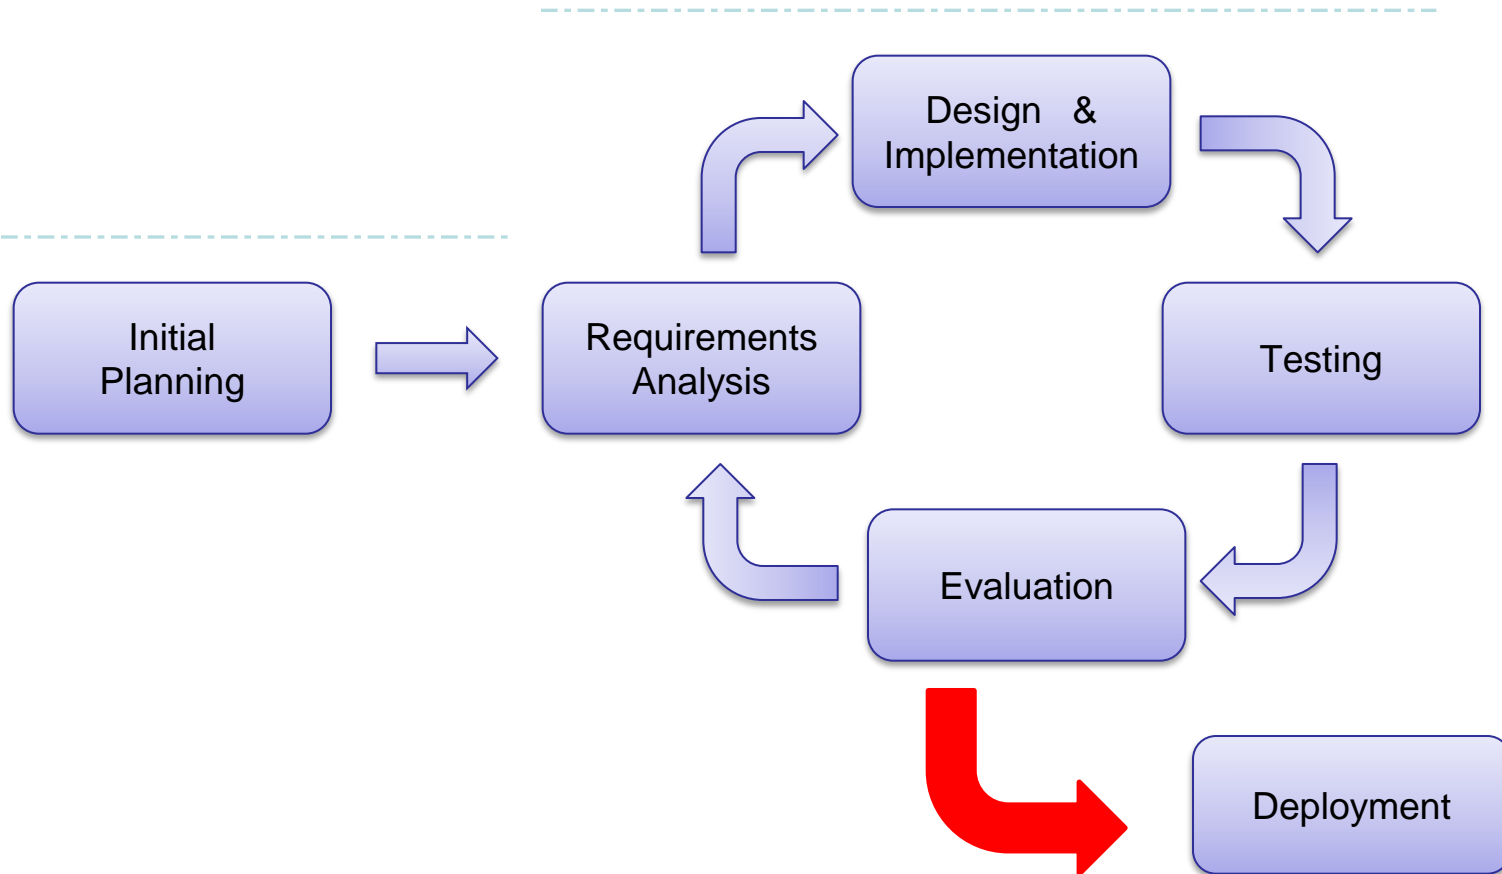 Design &
Implementation
Initial
Planning
Requirements
Analysis
Testing
Evaluation
Deployment